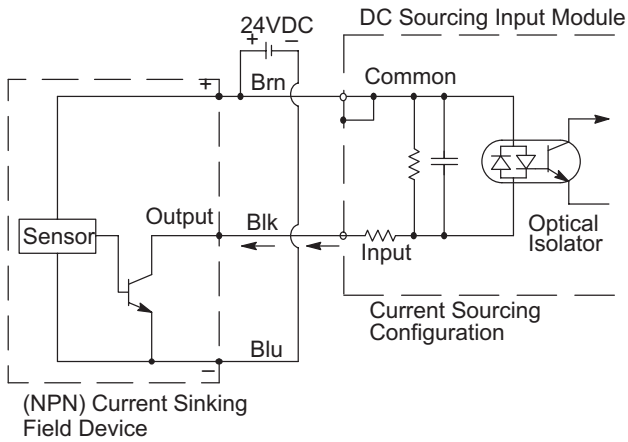 DC Sourcing Input Module
24VDC
+ −
+ Brn
Common
Output
Blk
Sensor
Input
Optical
Isolator
Current Sourcing
Configuration
Blu
−
(NPN) Current Sinking
Field Device